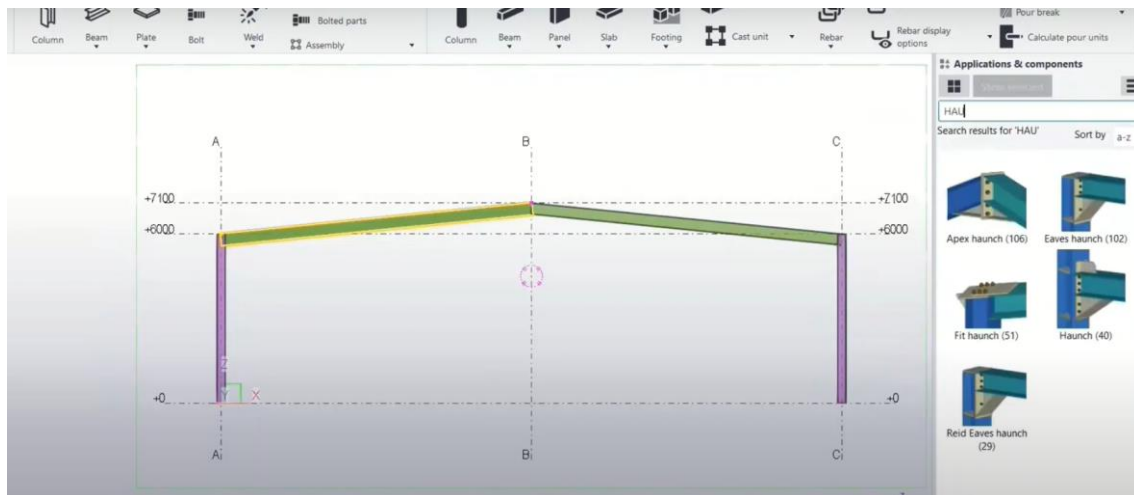 Column
Beam
Plate
Bolt
Weld
Bolted parts
Assembly
Column
Beam
Panel
Slab
Footing
Cast unit
Rebar
Rebar display
options
Pour break
Calculate pour units
Applications & components
HAU
Search results for 'HAU'
Sort by
a-z
Apex haunch (106)
Eaves haunch (102)
Fit haunch (51)
Haunch (40)
Reid Eaves haunch
(29)
A
B
C
+7100
+7100
+6000
+6000
Z
Y
X
+0
+0
A
B
C